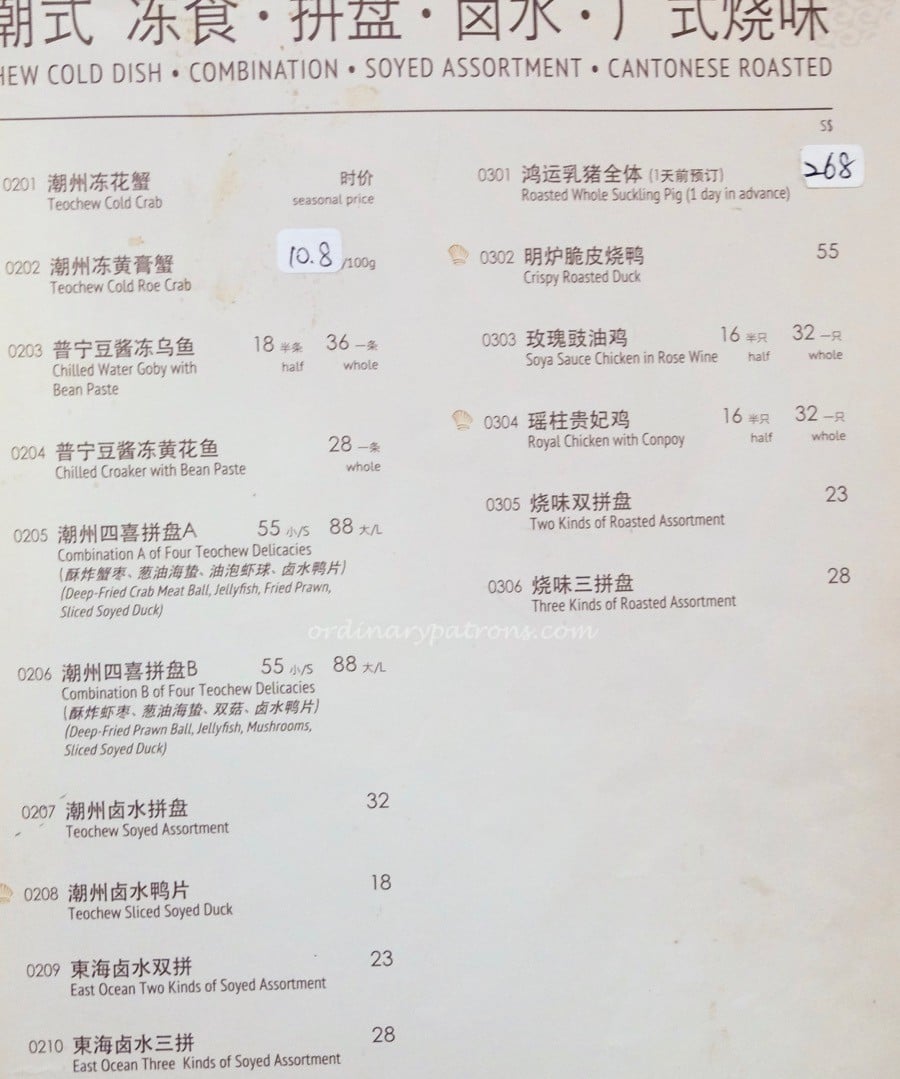 潮式 冻食·拼盘·卤水·广式烧味
HEW COLD DISH • COMBINATION • SOYED ASSORTMENT • CANTONESE ROASTED
S$
0201 潮州冻花蟹 时价
Teochew Cold Crab seasonal price
0202 潮州冻黄膏蟹 10.8 /100g
Teochew Cold Roe Crab
0203 普宁豆酱冻乌鱼 18 半条 36 一条
Chilled Water Goby with half whole
Bean Paste
0204 普宁豆酱冻黄花鱼 28 一条
Chilled Croaker with Bean Paste whole
0205 潮州四喜拼盘A 55 小/S 88 大/L
Combination A of Four Teochew Delicacies
(酥炸蟹枣、葱油海蛰、油泡虾球、卤水鸭片)
(Deep-Fried Crab Meat Ball, Jellyfish, Fried Prawn,
Sliced Soyed Duck)
0206 潮州四喜拼盘B 55 小/S 88 大/L
Combination B of Four Teochew Delicacies
(酥炸虾枣、葱油海蛰、双菇、卤水鸭片)
(Deep-Fried Prawn Ball, Jellyfish, Mushrooms,
Sliced Soyed Duck)
0207 潮州卤水拼盘 32
Teochew Soyed Assortment
0208 潮州卤水鸭片 18
Teochew Sliced Soyed Duck
0209 東海卤水双拼 23
East Ocean Two Kinds of Soyed Assortment
0210 東海卤水三拼 28
East Ocean Three Kinds of Soyed Assortment
0301 鸿运乳猪全体 (1天前预订) 268
Roasted Whole Suckling Pig (1 day in advance)
0302 明炉脆皮烧鸭 55
Crispy Roasted Duck
0303 玫瑰豉油鸡 16 半只 32 一只
Soya Sauce Chicken in Rose Wine half whole
0304 瑶柱贵妃鸡 16 半只 32 一只
Royal Chicken with Conpoy half whole
0305 烧味双拼盘 23
Two Kinds of Roasted Assortment
0306 烧味三拼盘 28
Three Kinds of Roasted Assortment
ordinarypatrons.com